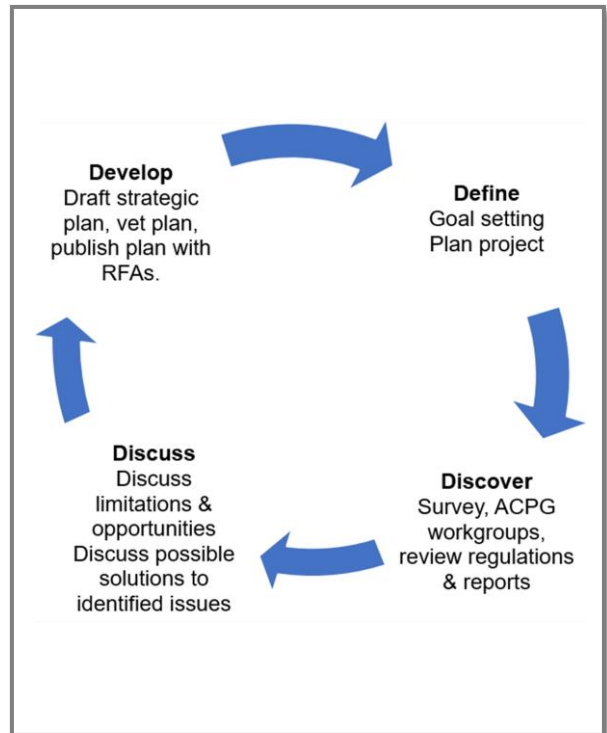 Develop
Draft strategic
plan, vet plan,
publish plan with
RFAs.
Define
Goal setting
Plan project
Discover
Survey, ACPG
workgroups,
review regulations
& reports
Discuss
Discuss
limitations &
opportunities
Discuss possible
solutions to
identified issues